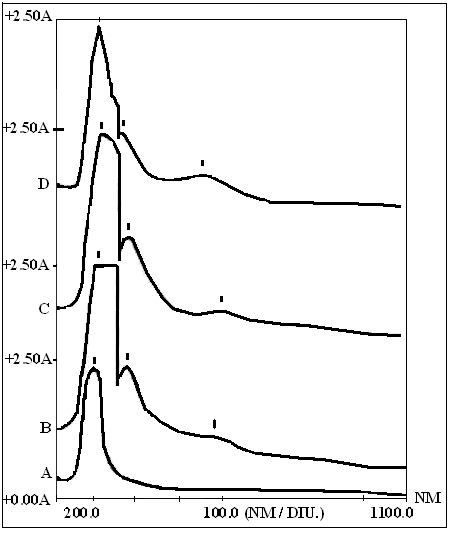 +2.50A
+2.50A
D
+2.50A
C
+2.50A
B
A
+0.00A
NM
200.0 100.0 (NM / DIU.) 1100.0